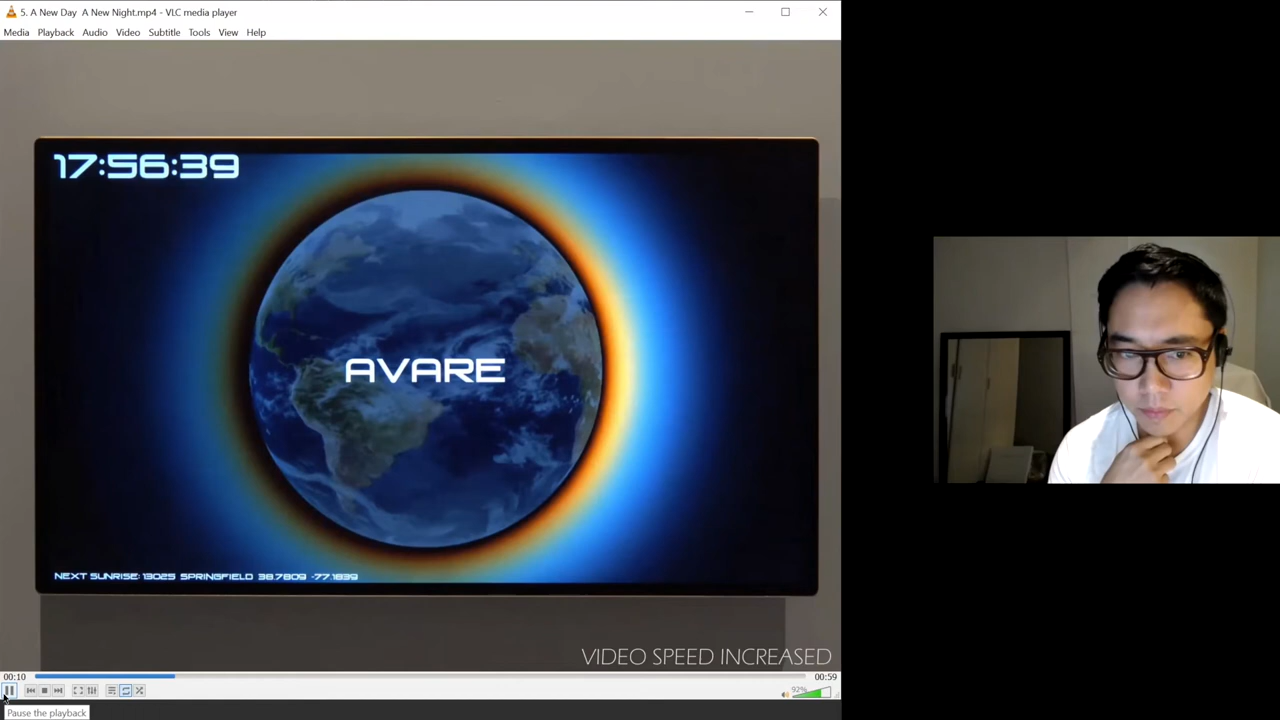 5. A New Day  A New Night.mp4 - VLC media player
Media Playback Audio Video Subtitle Tools View Help
17:56:39
AVARE
NEXT SUNRISE: 13025 SPRINGFIELD 38.7809 -77.1839
VIDEO SPEED INCREASED
00:10
00:59
92%
Pause the playback